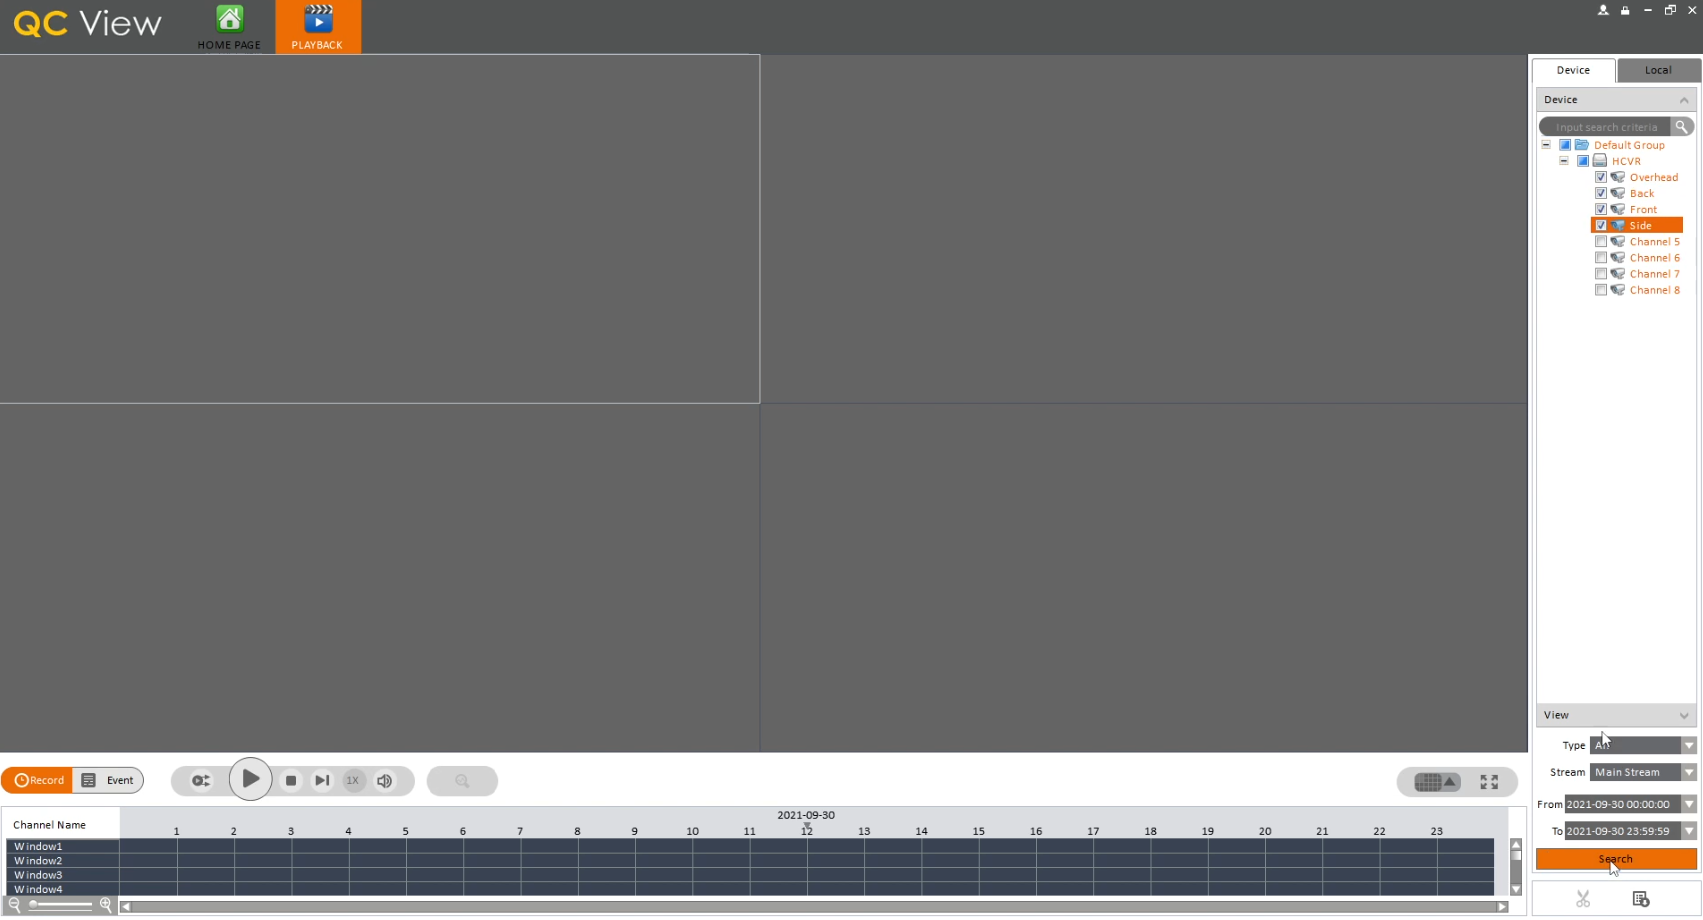 QC View
HOME PAGE
PLAYBACK
Device
Local
Device
Input search criteria
Default Group
HCVR
Overhead
Back
Front
Side
Channel 5
Channel 6
Channel 7
Channel 8
View
Type
Stream Main Stream
From 2021-09-30 00:00:00
To 2021-09-30 23:59:59
Search
Record
Event
1X
2021-09-30
Channel Name
1 2 3 4 5 6 7 8 9 10 11 12 13 14 15 16 17 18 19 20 21 22 23
Window1
Window2
Window3
Window4